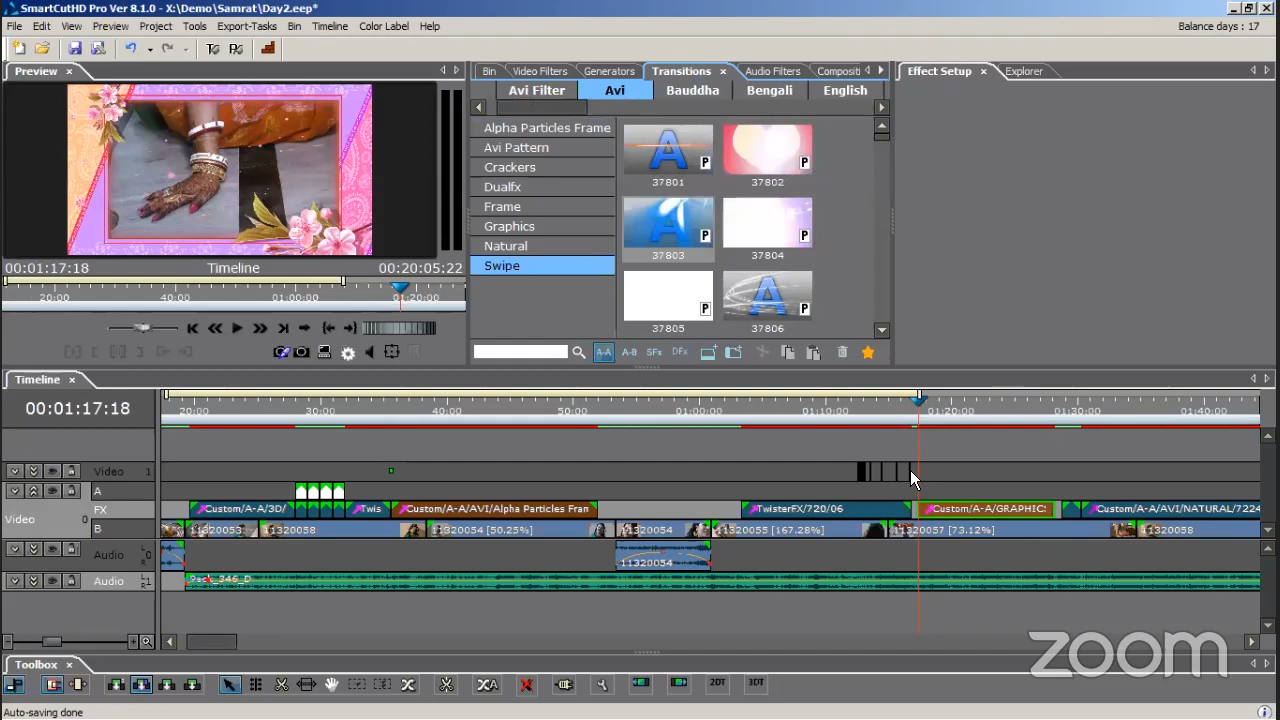 SmartCutHD Pro Ver 8.1.0 - X:\Demo\Samrat\Day2.eep*
File Edit View Preview Project Tools Export-Tasks Bin Timeline Color Label Help Balance days : 17
Preview
Bin Video Filters Generators Transitions Audio Filters Compositi
Effect Setup Explorer
Avi Filter Avi Bauddha Bengali English
Alpha Particles Frame
Avi Pattern
Crackers
Dualfx
Frame
Graphics
Natural
Swipe
A P P
37801 37802
A P P
37803 37804
P A P
37805 37806
00:01:17:18 Timeline 00:20:05:22
20:00 40:00 01:00:00 01:20:00
A-A A-B SFx DFx
Timeline
00:01:17:18
20:00 30:00 40:00 50:00 01:00:00 01:10:00 01:20:00 01:30:00 01:40:00
Video 1
A
FX Custom/A-A/3D/ Twis Custom/A-A/AVI/Alpha Particles Fran TwisterFX/720/06 Custom/A-A/GRAPHIC Custom/A-A/AVI/NATURAL/7224
Video 0
B 11320053 11320058 11320054 [50.25%] 11320054 11320055 [167.28%] 11320057 [73.12%] 11320058
Audio L 0 R 11320054
Audio L 1 R _346_D
zoom
Toolbox
XA 2DT 3DT
Auto-saving done